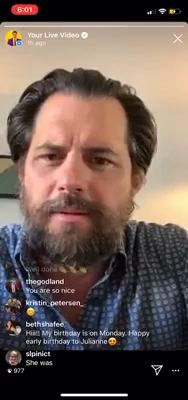 6:01
Your Live Video
1h ago
Well done
thegodland
You are so nice
kristin_petersen_
bethshafee
Hiii! My birthday is on Monday. Happy
early birthday to Julianne😍
slpinict
She was
977